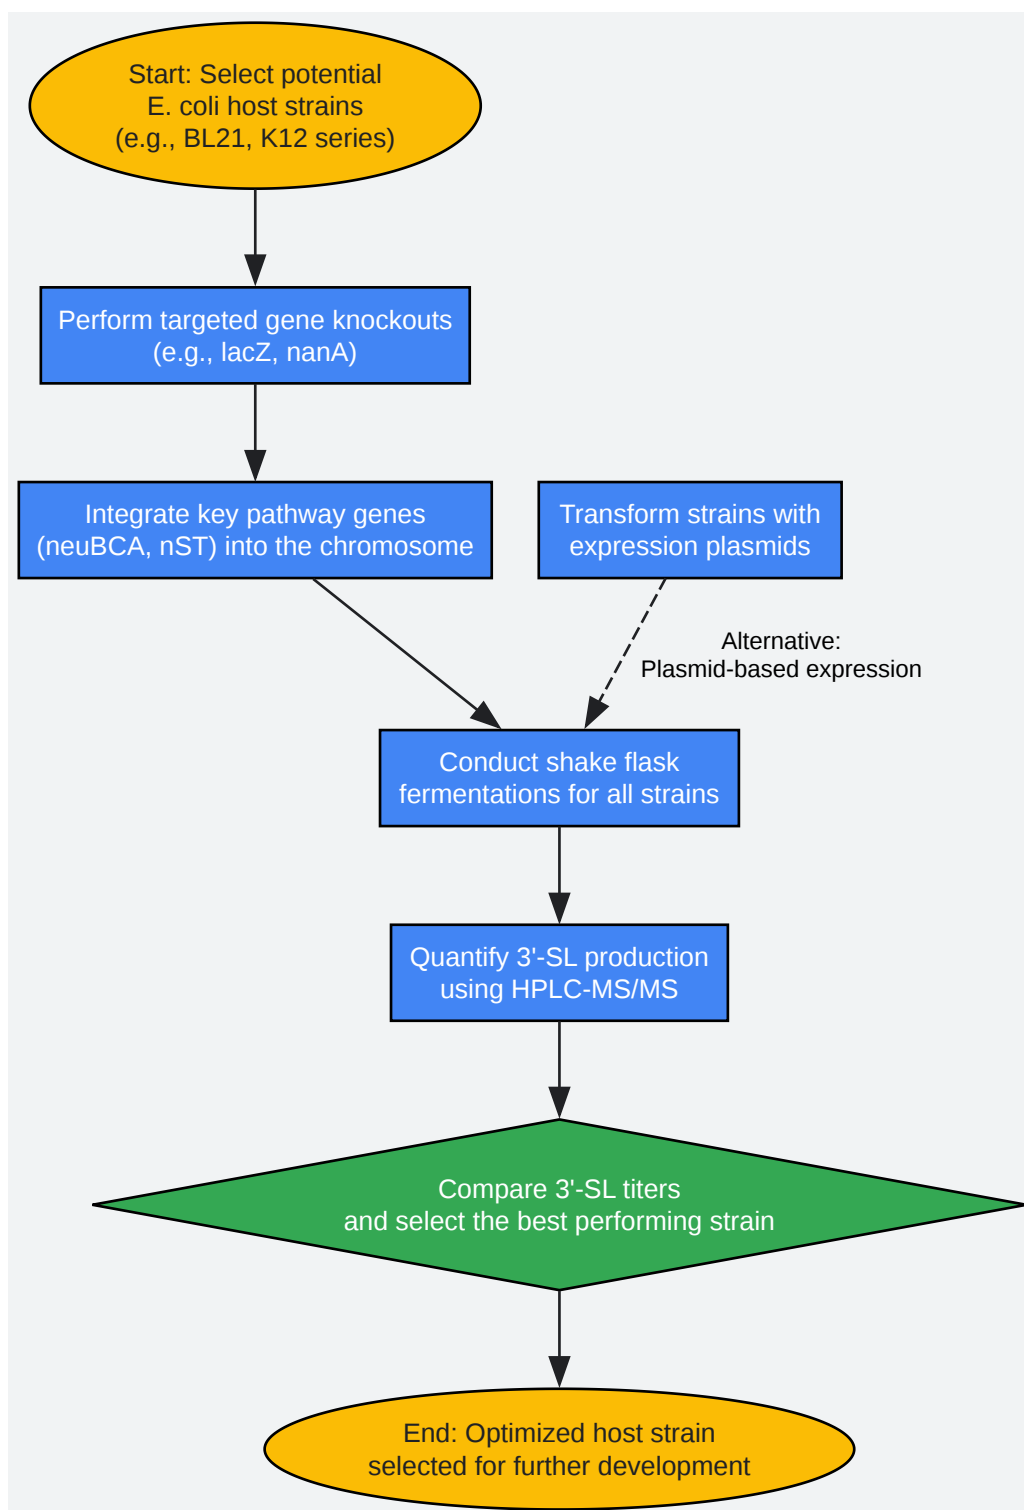 Start: Select potential
E. coli host strains
(e.g., BL21, K12 series)
Perform targeted gene knockouts
(e.g., lacZ, nanA)
Integrate key pathway genes
(neuBCA, nST) into the chromosome
Transform strains with
expression plasmids
Alternative:
Plasmid-based expression
Conduct shake flask
fermentations for all strains
Quantify 3'-SL production
using HPLC-MS/MS
Compare 3'-SL titers
and select the best performing strain
End: Optimized host strain
selected for further development